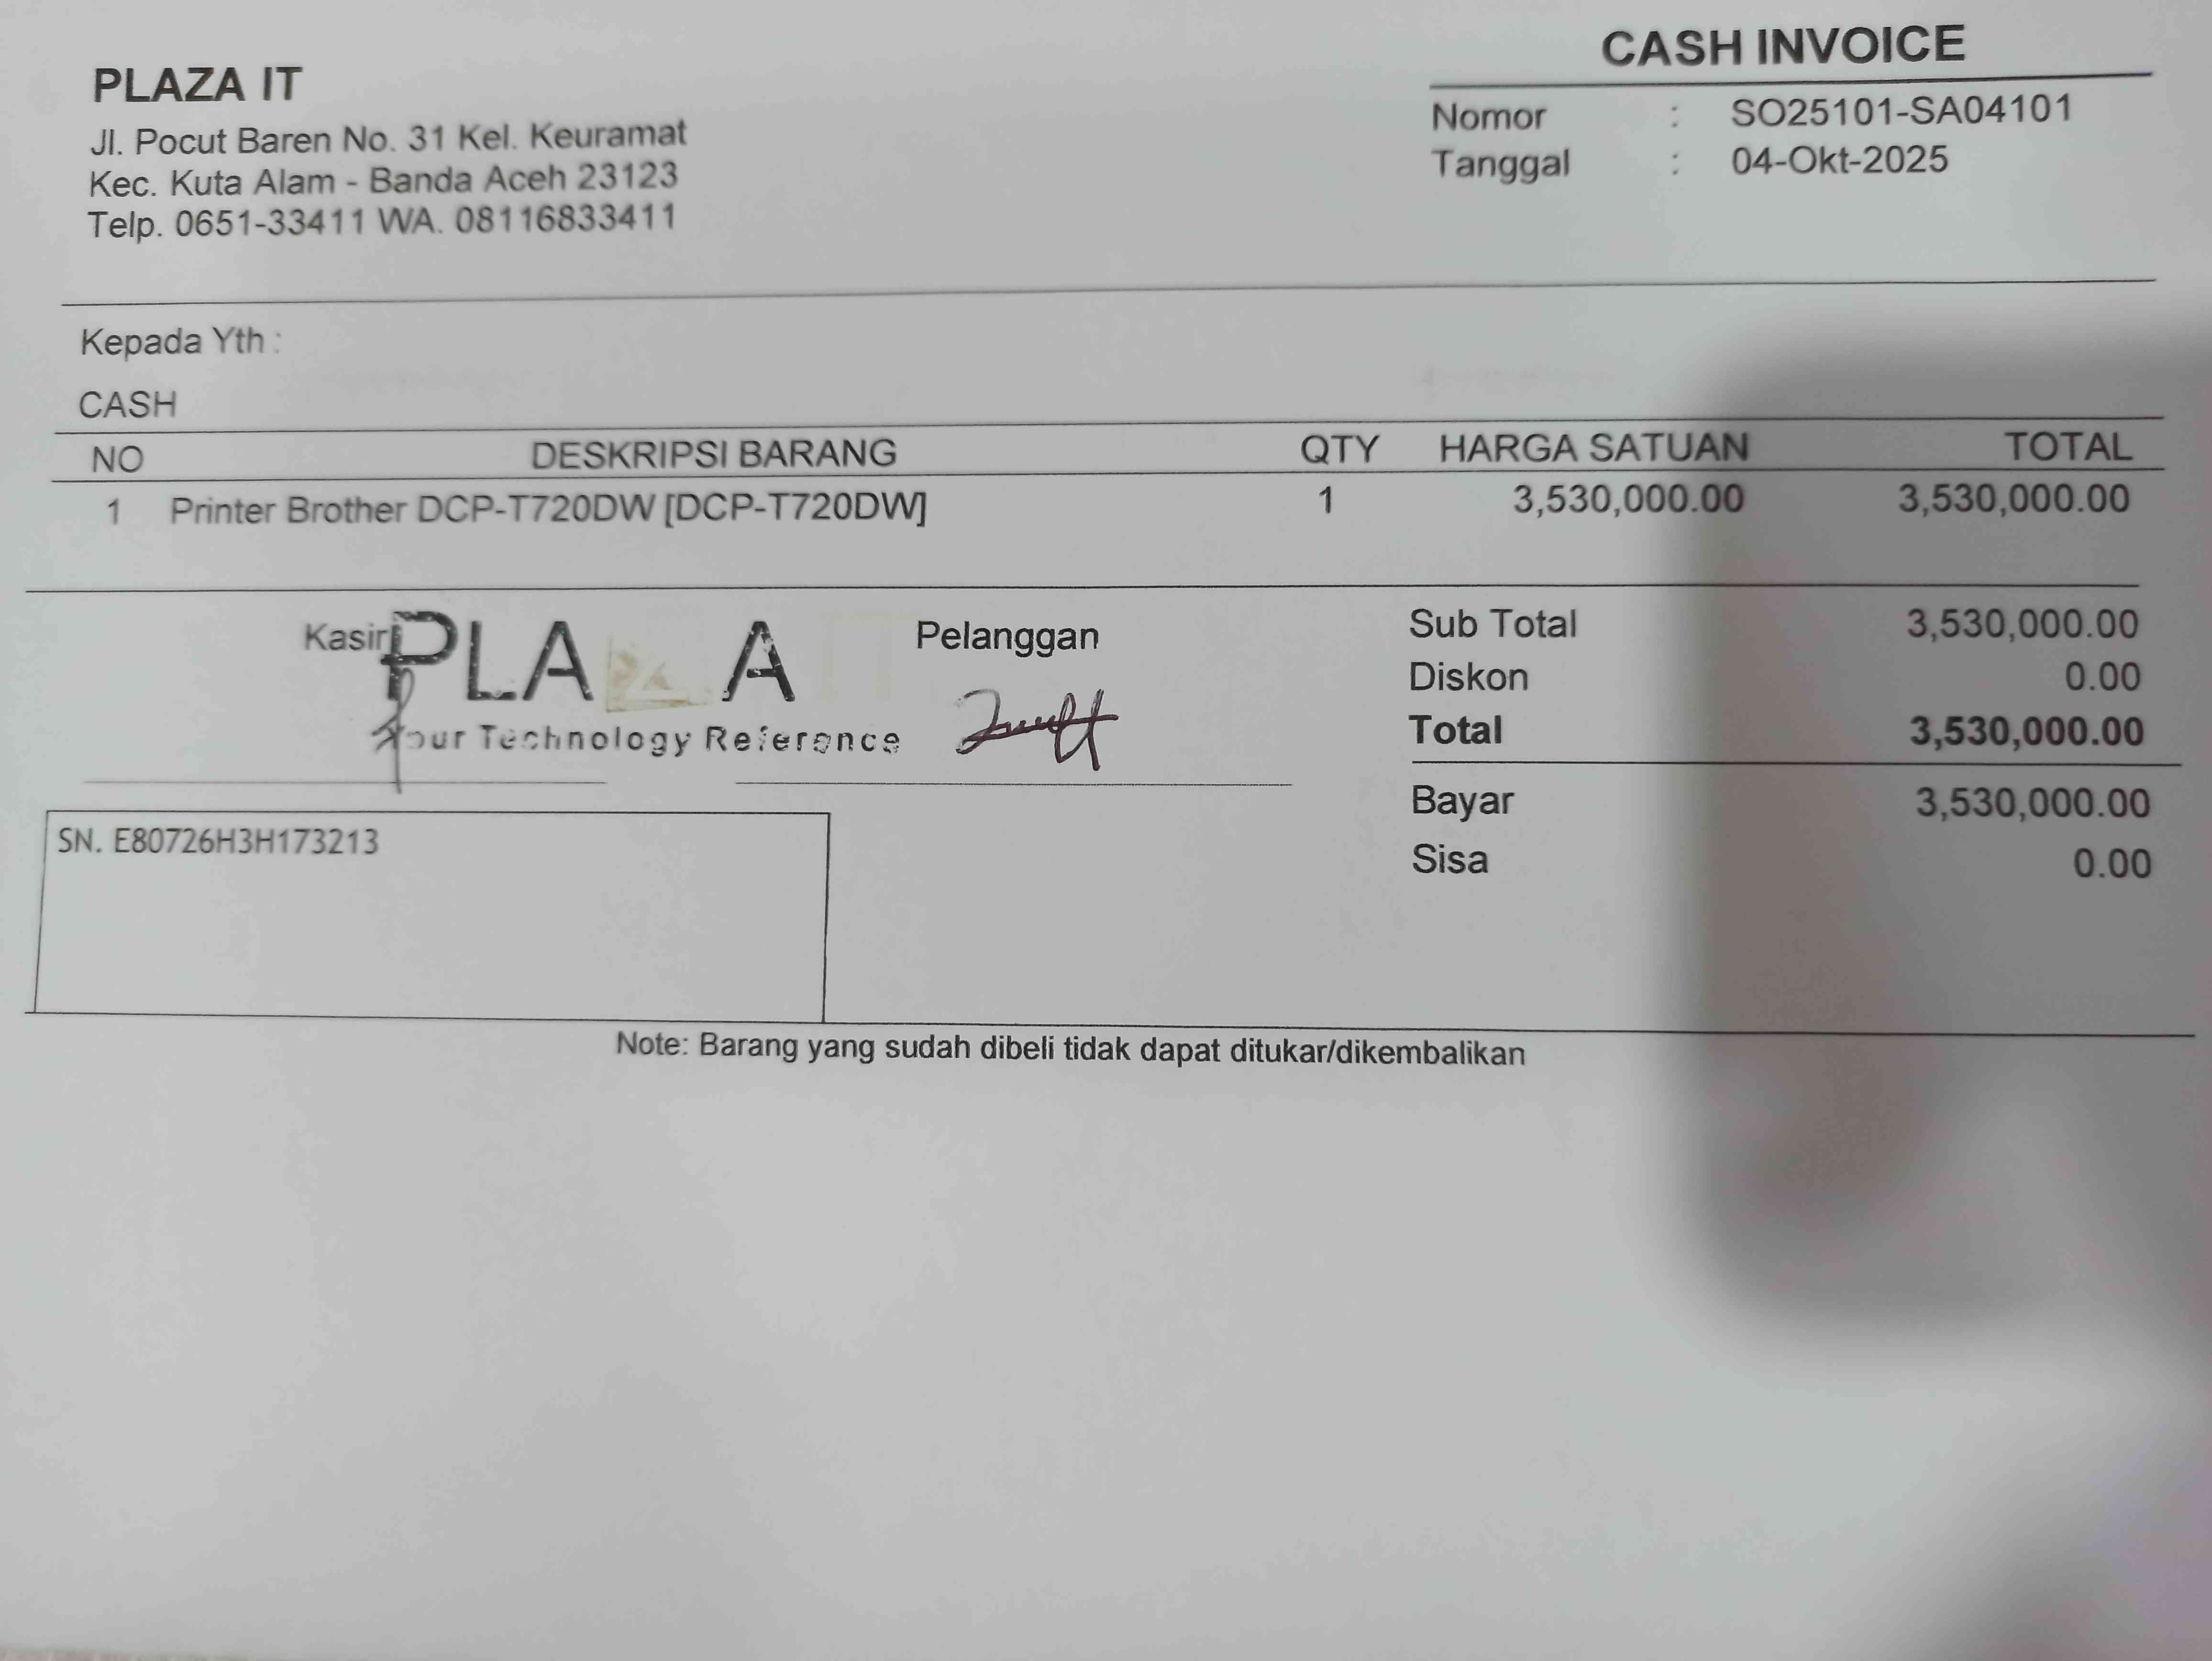 CASH INVOICE
PLAZA IT
Jl. Pocut Baren No. 31 Kel. Keuramat
Kec. Kuta Alam - Banda Aceh 23123
Telp. 0651-33411 WA. 08116833411
Nomor : SO25101-SA04101
Tanggal : 04-Okt-2025
Kepada Yth :
CASH
NO DESKRIPSI BARANG QTY HARGA SATUAN TOTAL
1 Printer Brother DCP-T720DW [DCP-T720DW] 1 3,530,000.00 3,530,000.00
Kasir Pelanggan
PLA A
Your Technology Reference
Sub Total 3,530,000.00
Diskon 0.00
Total 3,530,000.00
Bayar 3,530,000.00
Sisa 0.00
SN. E80726H3H173213
Note: Barang yang sudah dibeli tidak dapat ditukar/dikembalikan